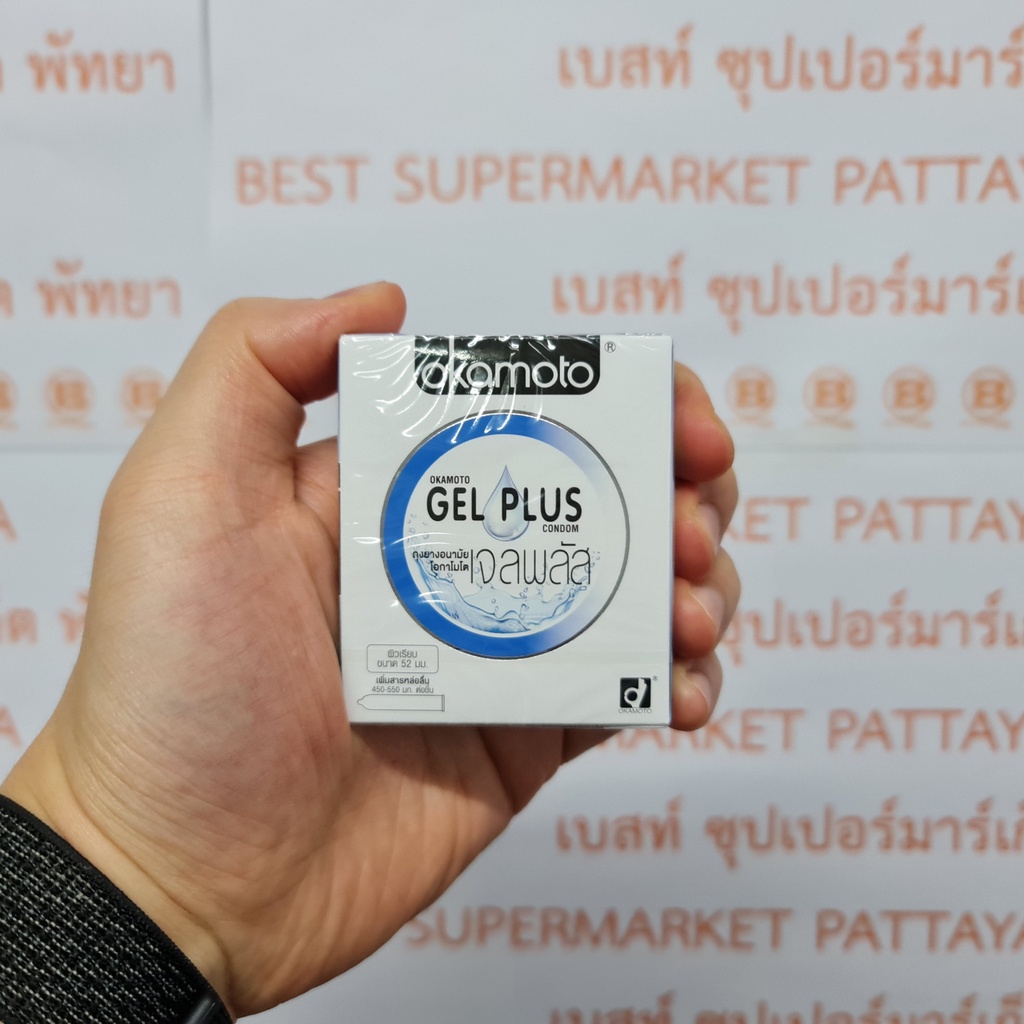 พัทยา
เบสท์ ซุปเปอร์มาร์
BEST SUPERMARKET PATTAY
พัทยา
เบสท์ ซุปเปอร์มาร์เ
okamoto®
OKAMOTO
GEL PLUS
CONDOM
ถุงยางอนามัย
โอกาโมโต
เจลพลัส
ผิวเรียบ
ขนาด 52 มม.
เพิ่มสารหล่อลื่น
450-550 มก. ต่อชิ้น
OKAMOTO
MARKET PATTAY
ซุปเปอร์มาร์เ
MARKET PATTAY
เบสท์ ซุปเปอร์มาร์เ
SUPERMARKET PATTAYA